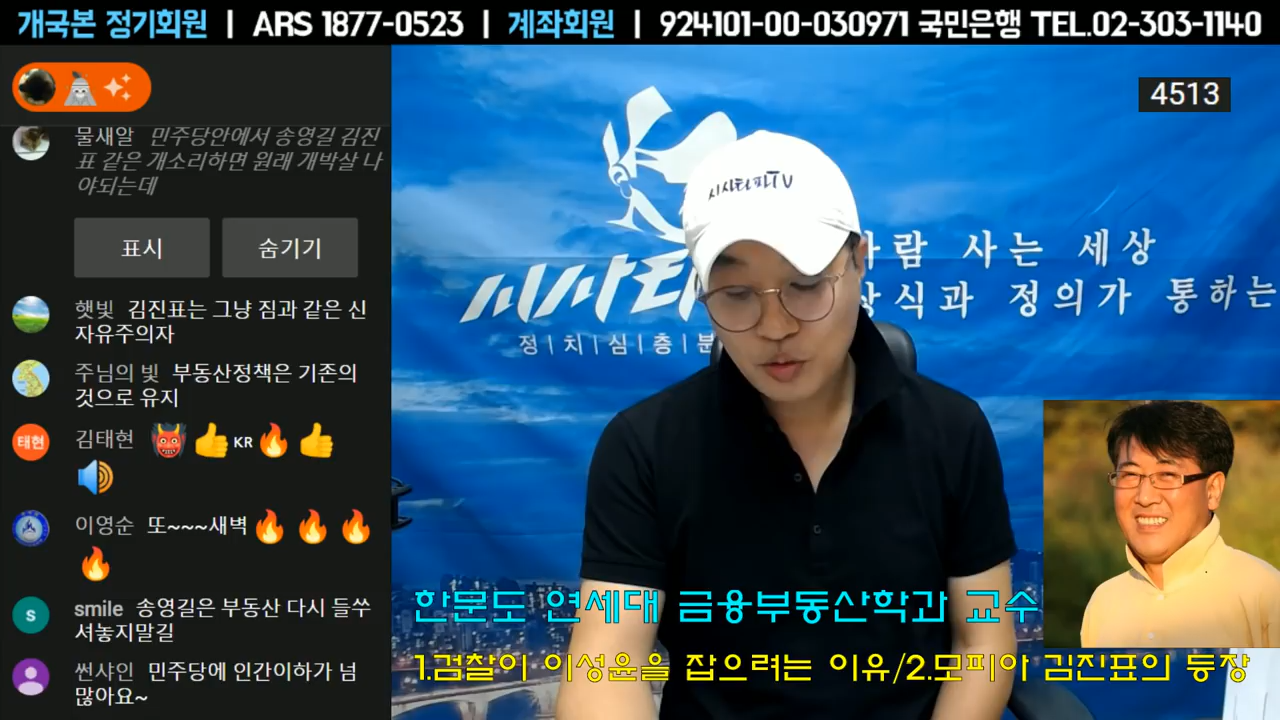 개국본 정기회원 | ARS 1877-0523 | 계좌회원 | 924101-00-030971 국민은행 TEL.02-303-1140
4513
물새알 민주당안에서 송영길 김진
표 같은 개소리하면 원래 개박살 나
야되는데
표시 숨기기
햇빛 김진표는 그냥 짐과 같은 신
자유주의자
주님의 빛 부동산정책은 기존의
것으로 유지
태현 김태현 KR
이영순 또~~~새벽
s smile 송영길은 부동산 다시 들쑤
셔놓지말길
썬샤인 민주당에 인간이하가 넘
많아요~
시사타파TV
시사타
정|치|심|층|분
람 사는 세상
상식과 정의가 통하는
한문도 연세대 금융부동산학과 교수
1.검찰이 이성윤을 잡으려는 이유/2.모피아 김진표의 등장